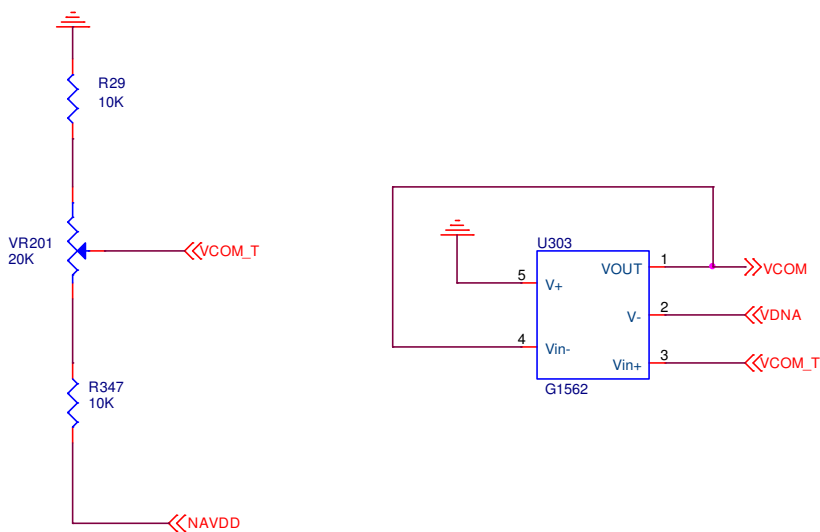 R29
10K
VR201
20K
VCOM_T
R347
10K
NAVDD
U303
VOUT 1 VCOM
5 V+
V- 2 VDNA
4 Vin-
Vin+ 3 VCOM_T
G1562